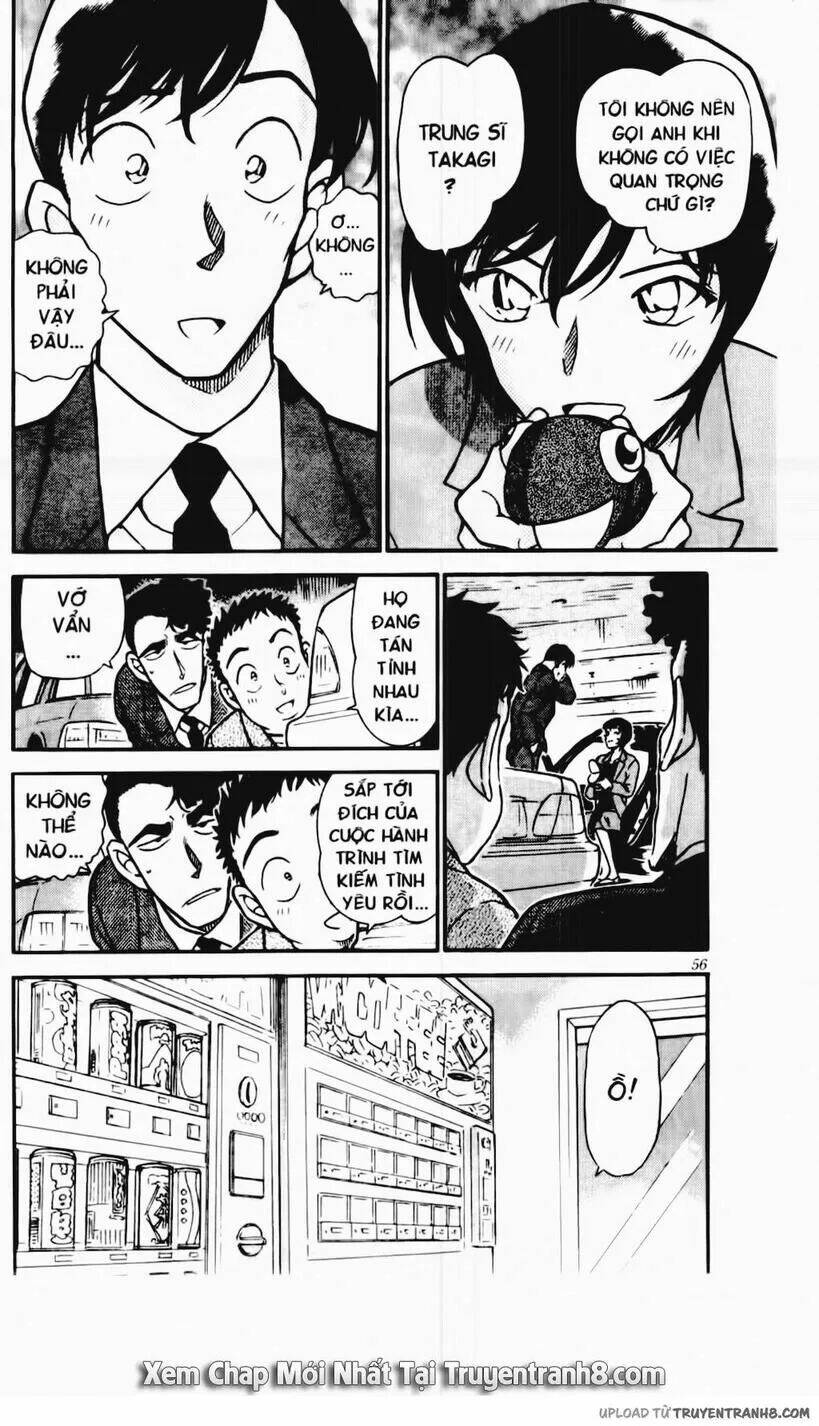 TÔI KHÔNG NÊN
GỌI ANH KHI
KHÔNG CÓ VIỆC
QUAN TRỌNG
CHỨ GÌ?
TRUNG SĨ
TAKAGI
?
Ơ...
KHÔNG
...
KHÔNG
PHẢI
VẬY
ĐÂU...
HỌ
ĐANG
TÁN
TỈNH
NHAU
KÌA...
VỚ
VẨN
...
SẮP TỚI
ĐÍCH CỦA
CUỘC HÀNH
TRÌNH TÌM
KIẾM TÌNH
YÊU RỒI...
KHÔNG
THỂ
NÀO...
56
Ồ!
Xem Chap Mới Nhất Tại Truyentranh8.com
UPLOAD TỪ TRUYENTRANH8.COM